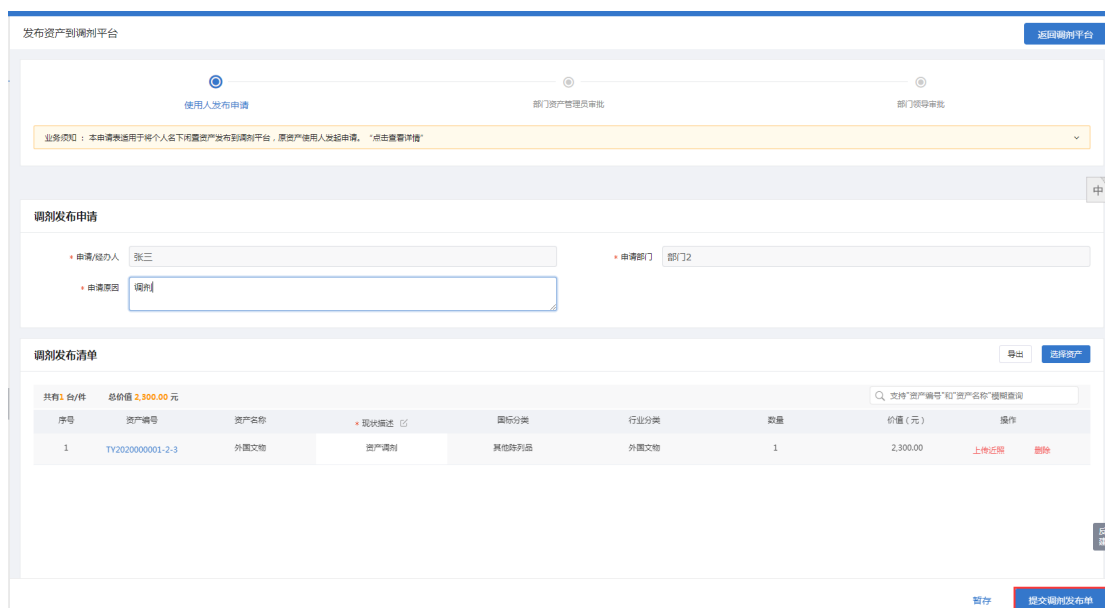 发布资产到调剂平台 返回调剂平台
使用人发布申请 部门资产管理员审批 部门领导审批
业务须知 : 本申请表适用于将个人名下闲置资产发布到调剂平台，原资产使用人发起申请。 “点击查看详情”
中
调剂发布申请
* 申请/经办人 张三 * 申请部门 部门2
* 申请原因 调剂
调剂发布清单 导出 选择资产
共有1 台/件 总价值 2,300.00 元 支持"资产编号"和"资产名称"模糊查询
序号 资产编号 资产名称 * 现状描述 国标分类 行业分类 数量 价值（元） 操作
1 TY2020000001-2-3 外国文物 资产调剂 其他陈列品 外国文物 1 2,300.00 上传近照 删除
暂存 提交调剂发布单